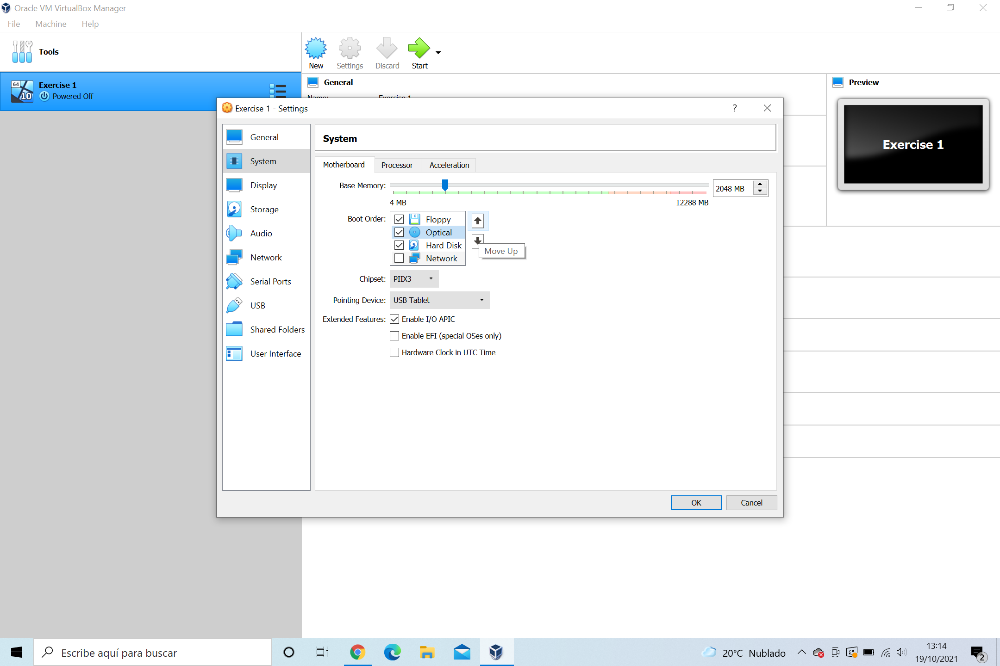 Oracle VM VirtualBox Manager
File Machine Help
Tools
New Settings Discard Start
64
10
Exercise 1
Powered Off
General
Name: Exercise 1
Preview
Exercise 1
Exercise 1 - Settings ?
General
System
Display
Storage
Audio
Network
Serial Ports
USB
Shared Folders
User Interface
System
Motherboard Processor Acceleration
Base Memory: 2048 MB
4 MB 12288 MB
Boot Order:
Floppy
Optical
Hard Disk
Network
Move Up
Chipset: PIIX3
Pointing Device: USB Tablet
Extended Features: Enable I/O APIC
Enable EFI (special OSes only)
Hardware Clock in UTC Time
OK Cancel
Escribe aquí para buscar
20°C Nublado
13:14
19/10/2021
2